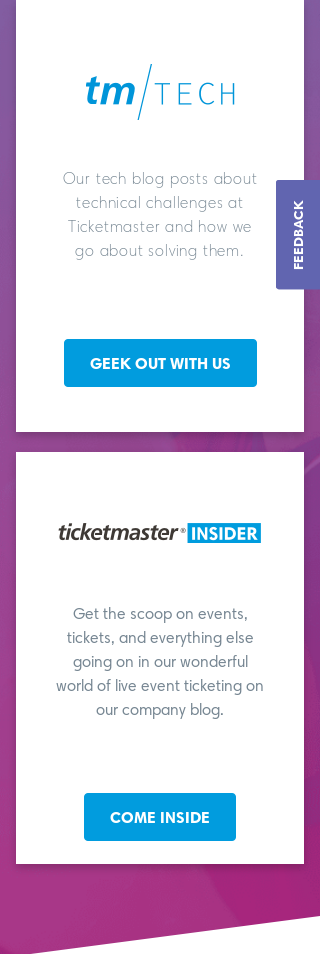 tm/TECH
Our tech blog posts about
technical challenges at
Ticketmaster and how we
go about solving them.
FEEDBACK
GEEK OUT WITH US
ticketmaster® INSIDER
Get the scoop on events,
tickets, and everything else
going on in our wonderful
world of live event ticketing on
our company blog.
COME INSIDE